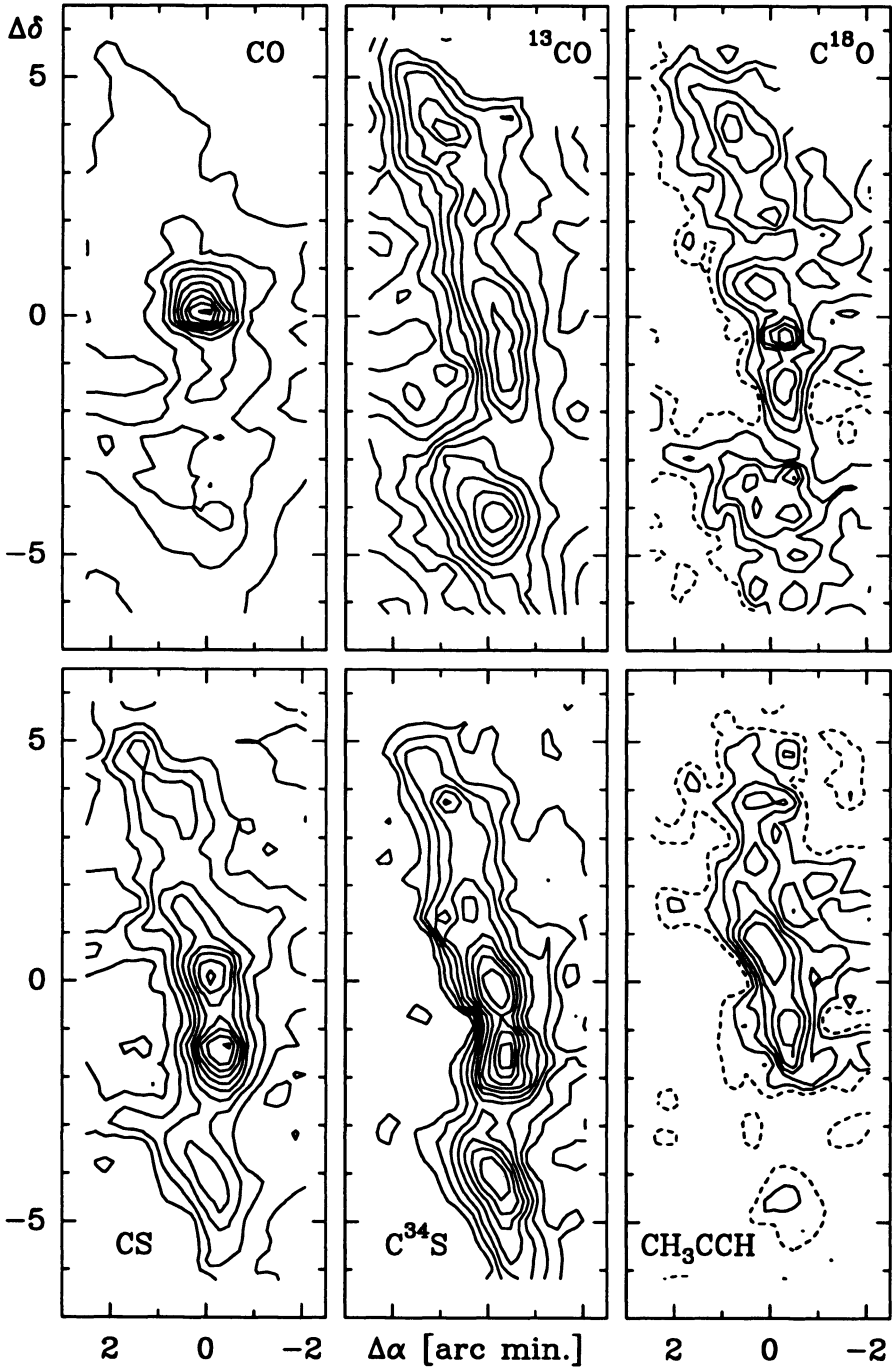 Δδ
CO
¹³CO
C¹⁸O
5
0
−5
5
0
−5
CS
C³⁴S
CH₃CCH
2 0 −2
Δα [arc min.]
2 0 −2